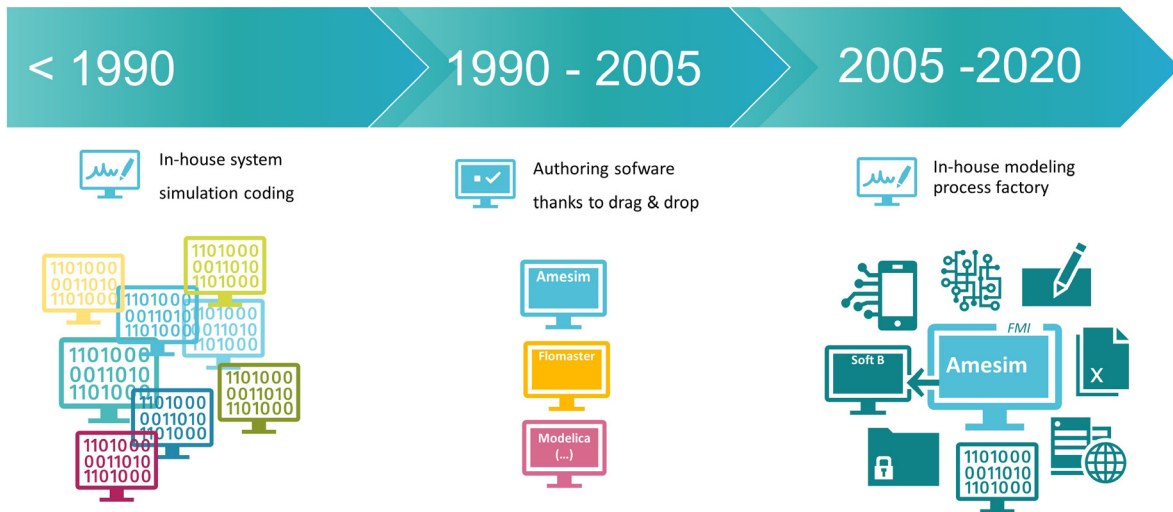 < 1990
1990 - 2005
2005 -2020
In-house system
simulation coding
Authoring sofware
thanks to drag & drop
In-house modeling
process factory
1101000
0011010
1101000
1101000
0011010
1101000
1101000
0011010
1101000
1101000
0011010
1101000
1101000
0011010
1101000
1101000
0011010
1101000
1101000
0011010
1101000
1101000
0011010
1101000
Amesim
Flomaster
Modelica
(...)
FMI
Soft B
Amesim
X
1101000
0011010
1101000